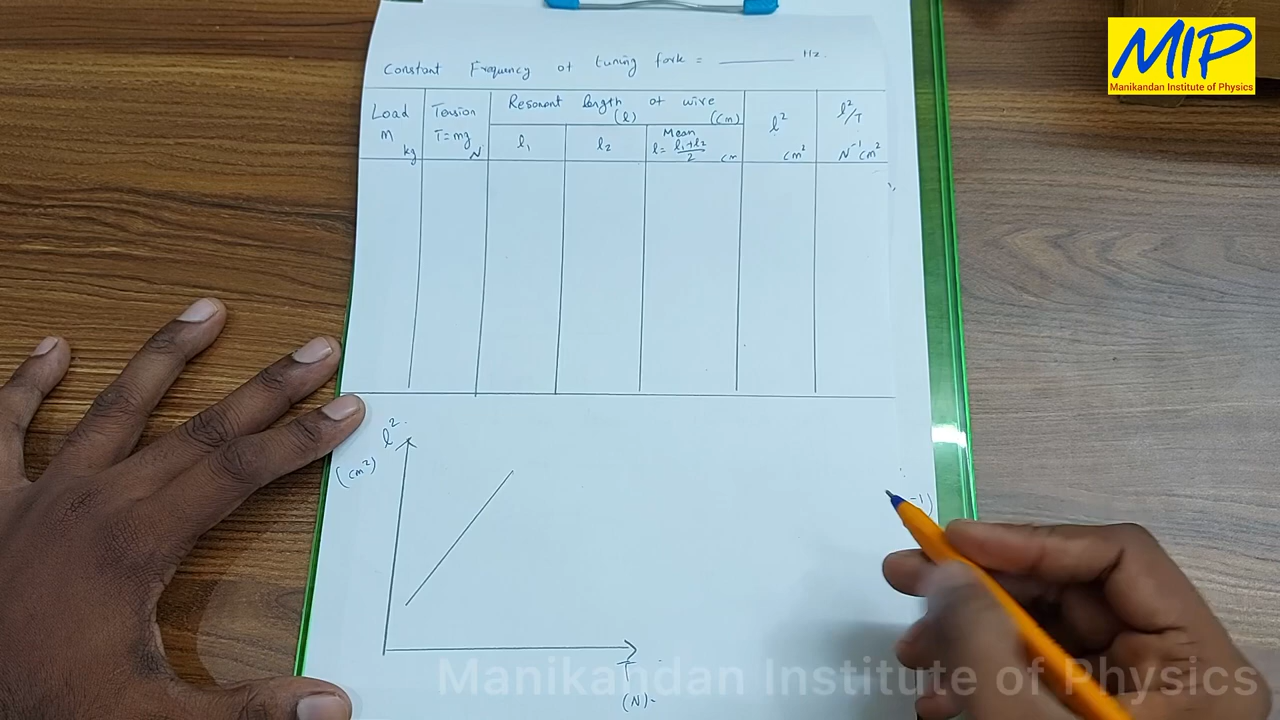 MIP
Manikandan Institute of Physics
Constant Frequency of tuning fork = ______ Hz.
Load
m
kg
Tension
T = mg
N
Resonant length of wire
(l) (cm)
l₁
l₂
Mean
l = l₁+l₂/2 cm
l²
cm²
l²/T
N⁻¹ cm²
l²
(cm²)
T
(N)
-1)
Manikandan Institute of Physics